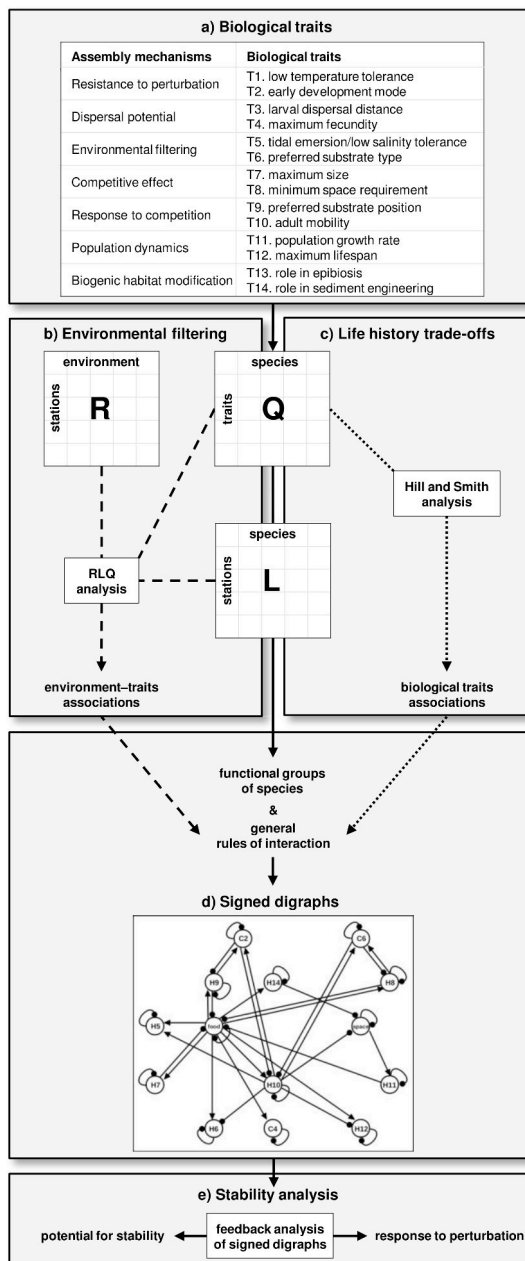 a) Biological traits
Assembly mechanisms Biological traits
Resistance to perturbation
T1. low temperature tolerance
T2. early development mode
Dispersal potential
T3. larval dispersal distance
T4. maximum fecundity
Environmental filtering
T5. tidal emersion/low salinity tolerance
T6. preferred substrate type
Competitive effect
T7. maximum size
T8. minimum space requirement
Response to competition
T9. preferred substrate position
T10. adult mobility
Population dynamics
T11. population growth rate
T12. maximum lifespan
Biogenic habitat modification
T13. role in epibiosis
T14. role in sediment engineering
b) Environmental filtering
environment
stations
R
species
traits
Q
c) Life history trade-offs
Hill and Smith
analysis
species
stations
L
RLQ
analysis
environment–traits
associations
biological traits
associations
functional groups
of species
&
general
rules of interaction
d) Signed digraphs
C2
C6
H9
H14
H8
H5
food
space
H7
H10
H11
H6
C4
H12
e) Stability analysis
potential for stability
feedback analysis
of signed digraphs
response to perturbation